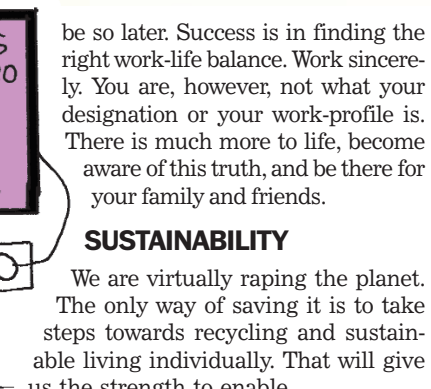 be so later. Success is in finding the
right work-life balance. Work sincere-
ly. You are, however, not what your
designation or your work-profile is.
There is much more to life, become
aware of this truth, and be there for
your family and friends.
SUSTAINABILITY
We are virtually raping the planet.
The only way of saving it is to take
steps towards recycling and sustain-
able living individually. That will give
us the strength to enable